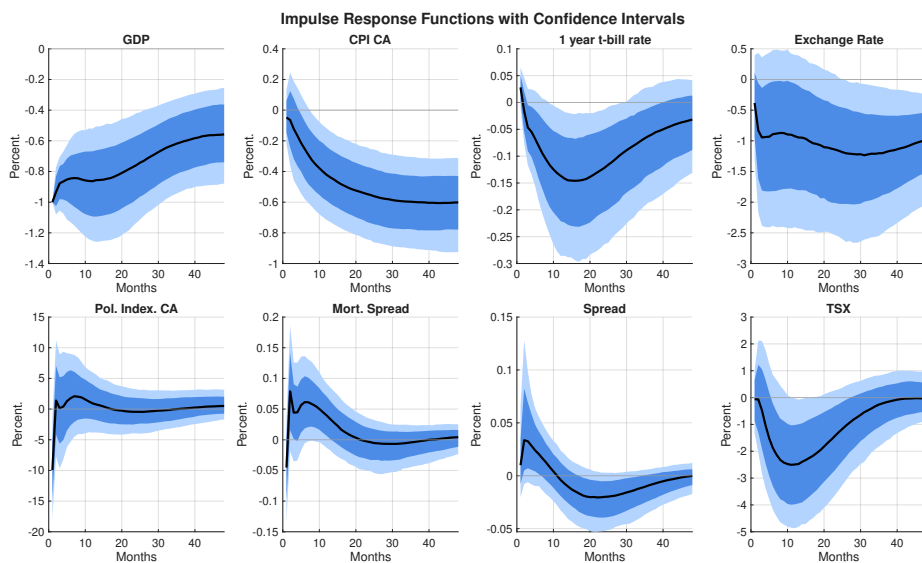 Impulse Response Functions with Confidence Intervals
GDP
0
-0.2
-0.4
-0.6
-0.8
-1
-1.2
-1.4
Percent.
0 10 20 30 40
CPI CA
0.4
0.2
0
-0.2
-0.4
-0.6
-0.8
-1
Percent.
0 10 20 30 40
1 year t-bill rate
0.1
0.05
0
-0.05
-0.1
-0.15
-0.2
-0.25
-0.3
Percent.
0 10 20 30 40
Exchange Rate
0.5
0
-0.5
-1
-1.5
-2
-2.5
-3
Percent.
0 10 20 30 40
Pol. Index. CA
15
10
5
0
-5
-10
-15
-20
Percent.
0 10 20 30 40
Months
Mort. Spread
0.2
0.15
0.1
0.05
0
-0.05
-0.1
-0.15
Percent.
0 10 20 30 40
Months
Spread
0.15
0.1
0.05
0
-0.05
Percent.
0 10 20 30 40
Months
TSX
3
2
1
0
-1
-2
-3
-4
-5
Percent.
0 10 20 30 40
Months